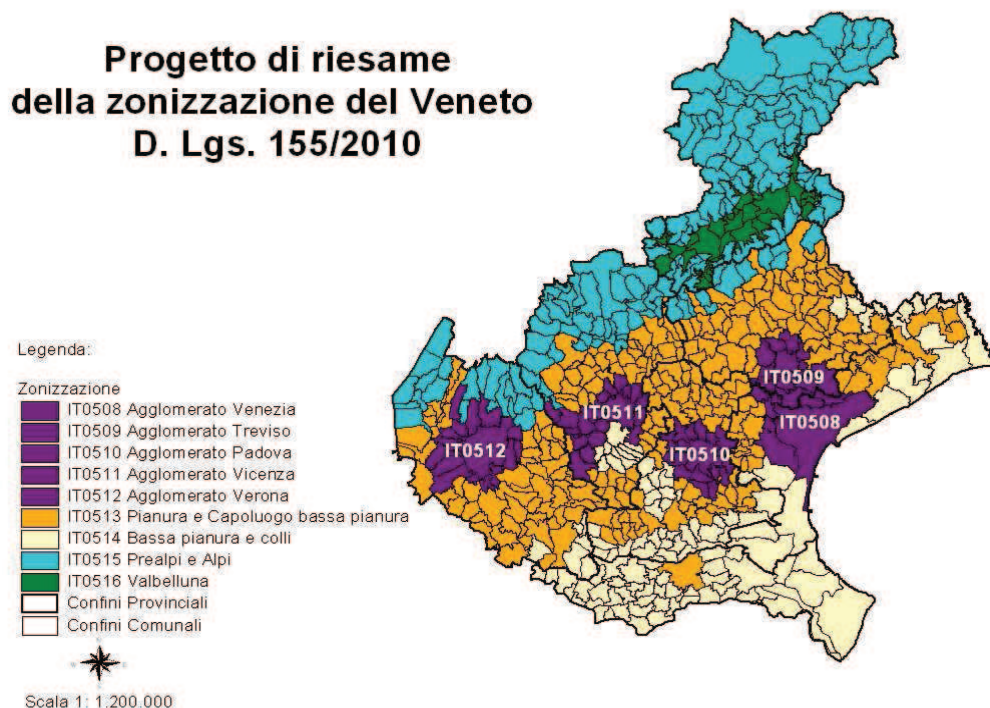 Progetto di riesame
della zonizzazione del Veneto
D. Lgs. 155/2010
Legenda:
Zonizzazione
IT0508 Agglomerato Venezia
IT0509 Agglomerato Treviso
IT0510 Agglomerato Padova
IT0511 Agglomerato Vicenza
IT0512 Agglomerato Verona
IT0513 Pianura e Capoluogo bassa pianura
IT0514 Bassa pianura e colli
IT0515 Prealpi e Alpi
IT0516 Valbelluna
Confini Provinciali
Confini Comunali
Scala 1: 1.200.000
IT0509
IT0511
IT0508
IT0512
IT0510